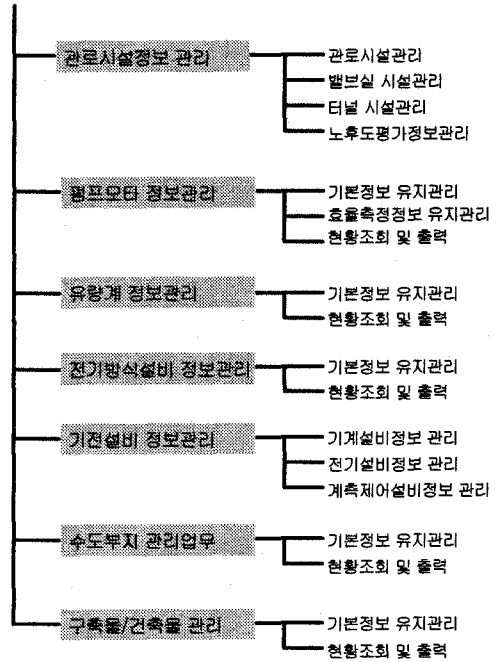 관로시설정보 관리
관로시설관리
밸브실 시설관리
터널 시설관리
노후도평가정보관리
펌프모터 정보관리
기본정보 유지관리
효율측정정보 유지관리
현황조회 및 출력
유량계 정보관리
기본정보 유지관리
현황조회 및 출력
전기방식설비 정보관리
기본정보 유지관리
현황조회 및 출력
기전설비 정보관리
기계설비정보 관리
전기설비정보 관리
계측제어설비정보 관리
수도부지 관리업무
기본정보 유지관리
현황조회 및 출력
구축물/건축물 관리
기본정보 유지관리
현황조회 및 출력